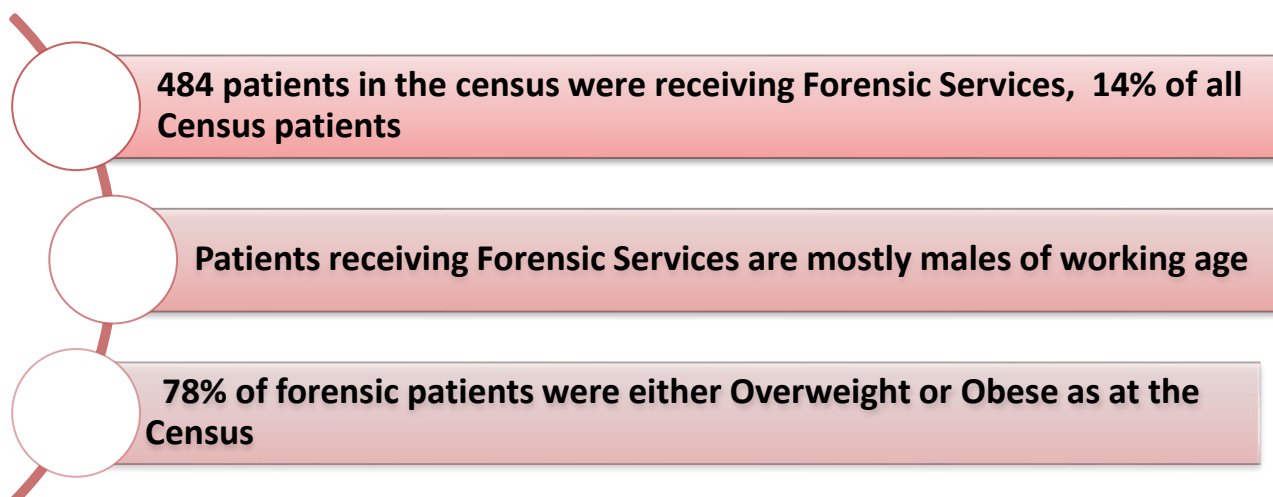 484 patients in the census were receiving Forensic Services,  14% of all
Census patients
Patients receiving Forensic Services are mostly males of working age
78% of forensic patients were either Overweight or Obese as at the
Census